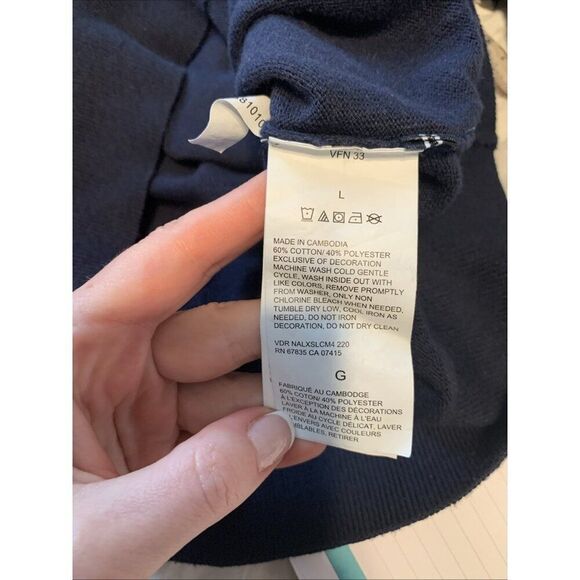 81010
VFN 33
L
MADE IN CAMBODIA
60% COTTON/ 40% POLYESTER
EXCLUSIVE OF DECORATION
MACHINE WASH COLD GENTLE
CYCLE, WASH INSIDE OUT WITH
LIKE COLORS, REMOVE PROMPTLY
FROM WASHER, ONLY NON
CHLORINE BLEACH WHEN NEEDED,
TUMBLE DRY LOW, COOL IRON AS
NEEDED, DO NOT IRON
DECORATION, DO NOT DRY CLEAN
VDR NALXSLCM4 220
RN 67835 CA 07415
G
FABRIQUÉ AU CAMBODGE
60% COTON/ 40% POLYESTER
À L'EXCEPTION DES DÉCORATIONS
LAVER À LA MACHINE À L'EAU
FROIDE AU CYCLE DÉLICAT, LAVER
L'ENVERS AVEC COULEURS
MBLABLES, RETIRER